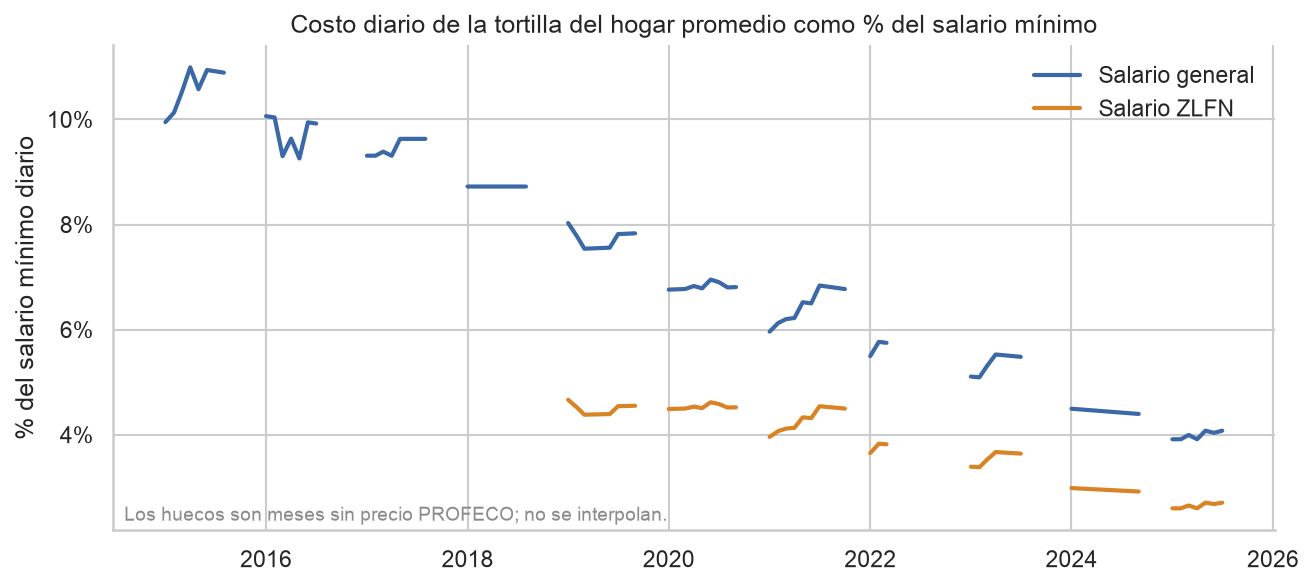 Costo diario de la tortilla del hogar promedio como % del salario mínimo
Salario general
Salario ZLFN
% del salario mínimo diario
10%
8%
6%
4%
Los huecos son meses sin precio PROFECO; no se interpolan.
2016
2018
2020
2022
2024
2026